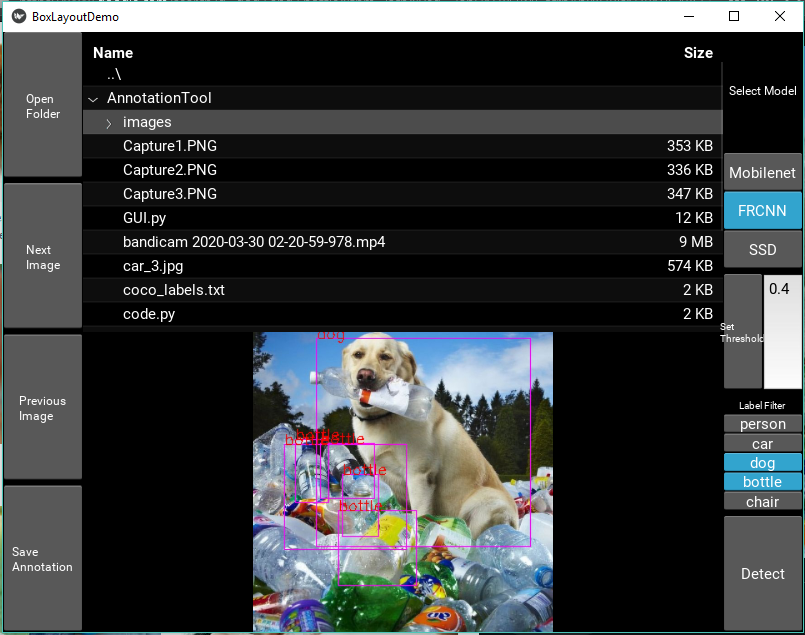 BoxLayoutDemo
Open
Folder
Next
Image
Previous
Image
Save
Annotation
Name Size
..\
AnnotationTool
images
Capture1.PNG 353 KB
Capture2.PNG 336 KB
Capture3.PNG 347 KB
GUI.py 12 KB
bandicam 2020-03-30 02-20-59-978.mp4 9 MB
car_3.jpg 574 KB
coco_labels.txt 2 KB
code.py 2 KB
dog
bottle
bottle
bottle
bottle
bottle
Select Model
Mobilenet
FRCNN
SSD
Set
Threshold
0.4
Label Filter
person
car
dog
bottle
chair
Detect